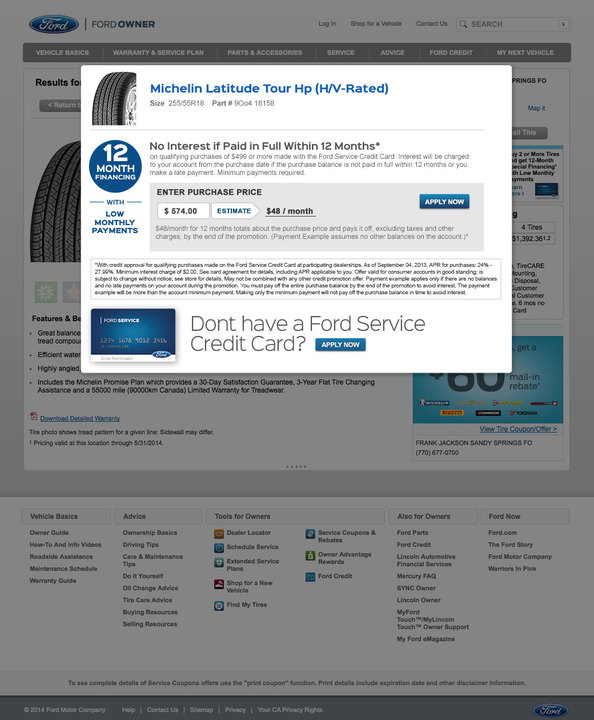 Ford
FORDOWNER
Log In
Shop for a Vehicle
Contact Us
SEARCH
VEHICLE BASICS
WARRANTY & SERVICE PLAN
PARTS & ACCESSORIES
SERVICE
ADVICE
FORD CREDIT
MY NEXT VEHICLE
Results fo
< Return t
SPRINGS FO
Map it
ail This
Michelin Latitude Tour Hp (H/V-Rated)
Size 255/55R18 Part # 9Oo4 18158
12
MONTH
FINANCING
WITH
LOW
MONTHLY
PAYMENTS
No Interest if Paid in Full Within 12 Months*
on qualifying purchases of $499 or more made with the Ford Service Credit Card. Interest will be charged
to your account from the purchase date if the purchase balance is not paid in full within 12 months or you
make a late payment. Minimum payments required.
ENTER PURCHASE PRICE
$ 574.00
ESTIMATE
$48 / month
APPLY NOW
$48/month for 12 months totals about the purchase price and pays it off, excluding taxes and other
charges, by the end of the promotion. (Payment Example assumes no other balances on the account.)*
*With credit approval for qualifying purchases made on the Ford Service Credit Card at participating dealerships. As of September 04, 2013, APR for purchases: 24% -
27.99%. Minimum interest charge of $2.00. See card agreement for details, including APR applicable to you. Offer valid for consumer accounts in good standing; is
subject to change without notice; see store for details. May not be combined with any other credit promotion offer. Payment example applies only if there are no balances
and no late payments on your account during the promotion. You must pay off the entire purchase balance by the end of the promotion to avoid interest. The payment
example will be more than the account minimum payment. Making only the minimum payment will not pay off the purchase balance in time to avoid interest.
FORD SERVICE
1234 5678 9012 3456
Ford
Dont have a Ford Service
Credit Card?
APPLY NOW
uy 2 or More Tires
nd get 12-Month
Special Financing*
ith Low Monthly
ayments
4 Tires
$1,392.36
TireCARE
Mounting,
Disposal,
Customer
Customer
6 mos no
Card
Features & Be
Great balance
tread compou
Efficient water
Highly angled
Includes the Michelin Promise Plan which provides a 30-Day Satisfaction Guarantee, 3-Year Flat Tire Changing
Assistance and a 55000 mile (90000km Canada) Limited Warranty for Treadwear.
, get a
60
mail-in
rebate*
MICHELIN
PIRELLI
HANKOOK
YOKOHAMA
Download Detailed Warranty
Tire photo shows tread pattern for a given line: Sidewall may differ.
¹ Pricing valid at this location through 5/31/2014.
View Tire Coupon/Offer >
FRANK JACKSON SANDY SPRINGS FO
(770) 677-0700
Vehicle Basics
Owner Guide
How-To And Info Videos
Roadside Assistance
Maintenance Schedule
Warranty Guide
Advice
Ownership Basics
Driving Tips
Care & Maintenance
Tips
Do It Yourself
Oil Change Advice
Tire Care Advice
Buying Resources
Selling Resources
Tools for Owners
Dealer Locator
Schedule Service
Extended Service
Plans
Shop for a New
Vehicle
Find My Tires
Service Coupons &
Rebates
Owner Advantage
Rewards
Ford Credit
Also for Owners
Ford Parts
Ford Credit
Lincoln Automotive
Financial Services
Mercury FAQ
SYNC Owner
Lincoln Owner
MyFord
Touch™/MyLincoln
Touch™ Owner Support
My Ford eMagazine
Ford Now
Ford.com
The Ford Story
Ford Motor Company
Warriors In Pink
To see complete details of Service Coupons offers use the "print coupon" function. Print details include expiration date and other disclaimer information.
© 2014 Ford Motor Company
Help | Contact Us | Sitemap | Privacy | Your CA Privacy Rights
Ford